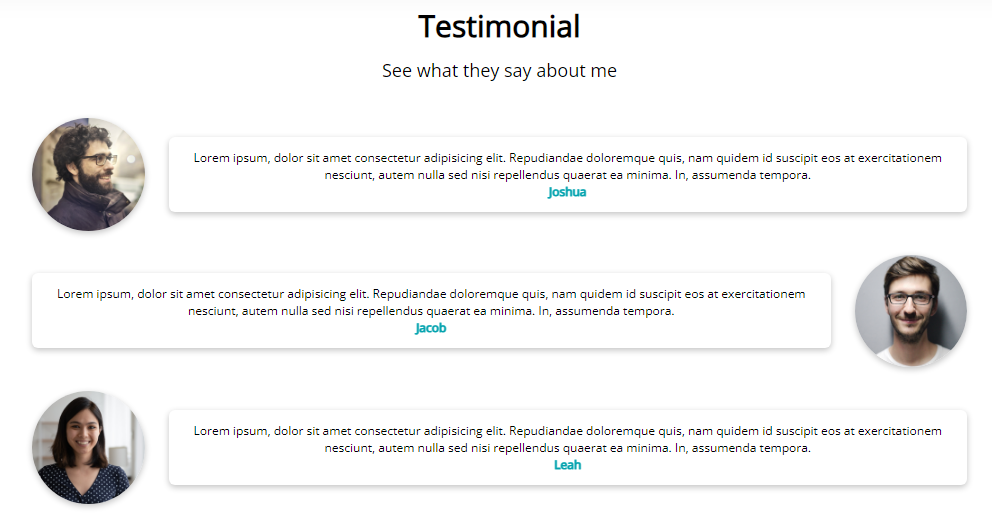 Testimonial
See what they say about me
Lorem ipsum, dolor sit amet consectetur adipisicing elit. Repudiandae doloremque quis, nam quidem id suscipit eos at exercitationem
nesciunt, autem nulla sed nisi repellendus quaerat ea minima. In, assumenda tempora.
Joshua
Lorem ipsum, dolor sit amet consectetur adipisicing elit. Repudiandae doloremque quis, nam quidem id suscipit eos at exercitationem
nesciunt, autem nulla sed nisi repellendus quaerat ea minima. In, assumenda tempora.
Jacob
Lorem ipsum, dolor sit amet consectetur adipisicing elit. Repudiandae doloremque quis, nam quidem id suscipit eos at exercitationem
nesciunt, autem nulla sed nisi repellendus quaerat ea minima. In, assumenda tempora.
Leah